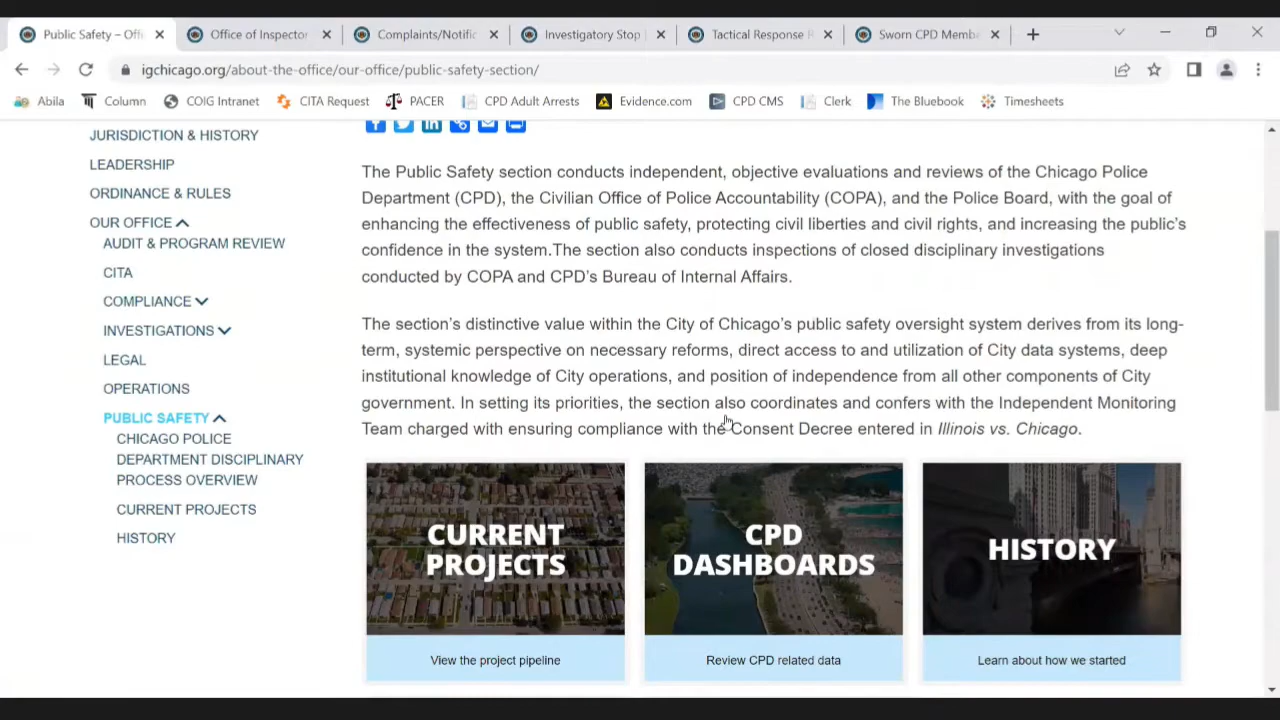 Public Safety – Offi
Office of Inspector
Complaints/Notific
Investigatory Stop
Tactical Response R
Sworn CPD Membe
igchicago.org/about-the-office/our-office/public-safety-section/
Abila
Column
COIG Intranet
CITA Request
PACER
CPD Adult Arrests
Evidence.com
CPD CMS
Clerk
The Bluebook
Timesheets
JURISDICTION & HISTORY
LEADERSHIP
ORDINANCE & RULES
OUR OFFICE
AUDIT & PROGRAM REVIEW
CITA
COMPLIANCE
INVESTIGATIONS
LEGAL
OPERATIONS
PUBLIC SAFETY
CHICAGO POLICE
DEPARTMENT DISCIPLINARY
PROCESS OVERVIEW
CURRENT PROJECTS
HISTORY
The Public Safety section conducts independent, objective evaluations and reviews of the Chicago Police
Department (CPD), the Civilian Office of Police Accountability (COPA), and the Police Board, with the goal of
enhancing the effectiveness of public safety, protecting civil liberties and civil rights, and increasing the public's
confidence in the system.The section also conducts inspections of closed disciplinary investigations
conducted by COPA and CPD's Bureau of Internal Affairs.
The section's distinctive value within the City of Chicago's public safety oversight system derives from its long-
term, systemic perspective on necessary reforms, direct access to and utilization of City data systems, deep
institutional knowledge of City operations, and position of independence from all other components of City
government. In setting its priorities, the section also coordinates and confers with the Independent Monitoring
Team charged with ensuring compliance with the Consent Decree entered in Illinois vs. Chicago.
CURRENT
PROJECTS
View the project pipeline
CPD
DASHBOARDS
Review CPD related data
HISTORY
Learn about how we started